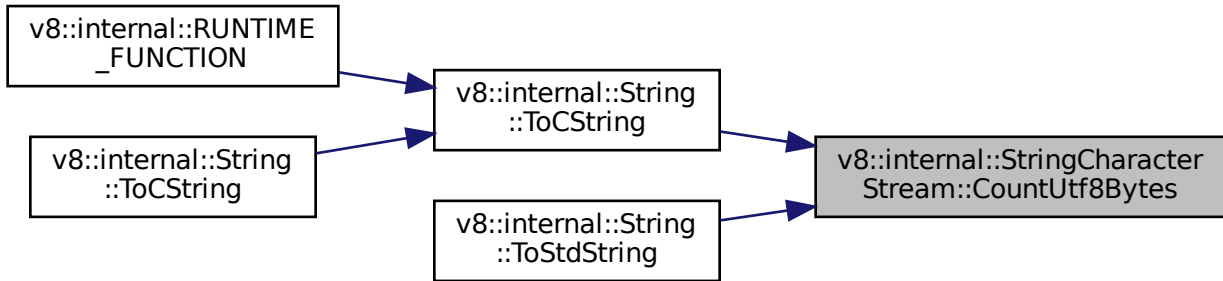 v8::internal::RUNTIME
_FUNCTION
v8::internal::String
::ToCString
v8::internal::String
::ToCString
v8::internal::String
::ToStdString
v8::internal::StringCharacter
Stream::CountUtf8Bytes